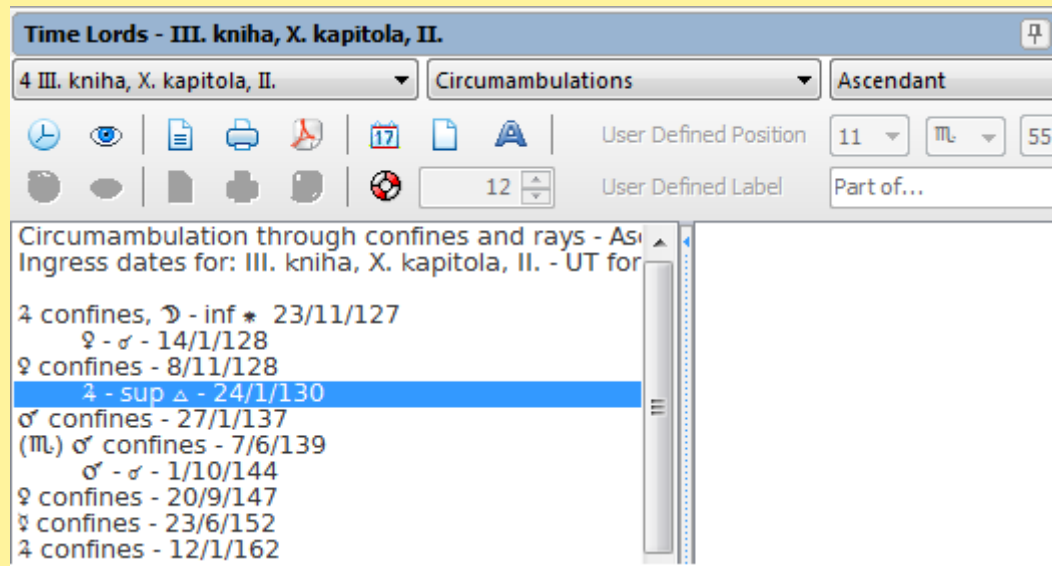 Time Lords - III. kniha, X. kapitola, II.
4 III. kniha, X. kapitola, II. Circumambulations Ascendant
17 A User Defined Position 11 ♏ 55
12 User Defined Label Part of...
Circumambulation through confines and rays - As
Ingress dates for: III. kniha, X. kapitola, II. - UT for
♃ confines, ☽ - inf ⚹ 23/11/127
♀ - ☌ - 14/1/128
♀ confines - 8/11/128
♃ - sup △ - 24/1/130
♂ confines - 27/1/137
(♏) ♂ confines - 7/6/139
♂ - ☌ - 1/10/144
♀ confines - 20/9/147
☿ confines - 23/6/152
♃ confines - 12/1/162